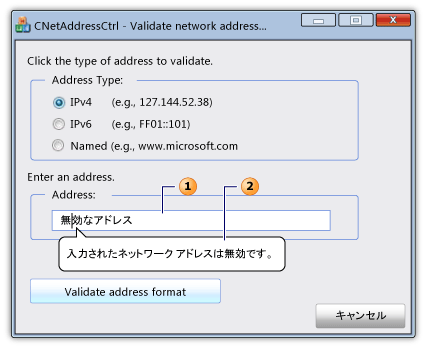 CNetAddressCtrl - Validate network address...
Click the type of address to validate.
Address Type:
IPv4 (e.g., 127.144.52.38)
IPv6 (e.g., FF01::101)
Named (e.g., www.microsoft.com
Enter an address.
1 2
Address:
無効なアドレス
入力されたネットワーク アドレスは無効です。
Validate address format
キャンセル